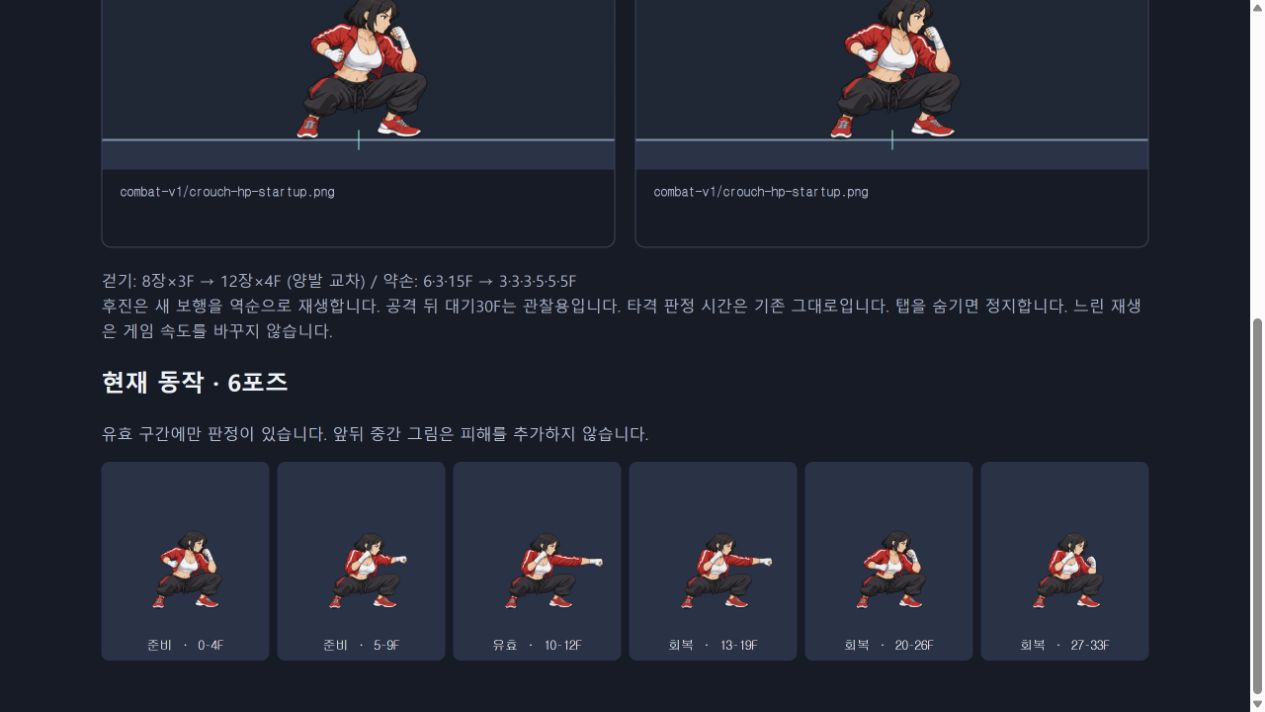 combat-v1/crouch-hp-startup.png
combat-v1/crouch-hp-startup.png
걷기: 8장×3F → 12장×4F (양발 교차) / 약손: 6·3·15F → 3·3·3·5·5·5F
후진은 새 보행을 역순으로 재생합니다. 공격 뒤 대기30F는 관찰용입니다. 타격 판정 시간은 기존 그대로입니다. 탭을 숨기면 정지합니다. 느린 재생
은 게임 속도를 바꾸지 않습니다.
현재 동작 · 6포즈
유효 구간에만 판정이 있습니다. 앞뒤 중간 그림은 피해를 추가하지 않습니다.
준비 · 0-4F
준비 · 5-9F
유효 · 10-12F
회복 · 13-19F
회복 · 20-26F
회복 · 27-33F